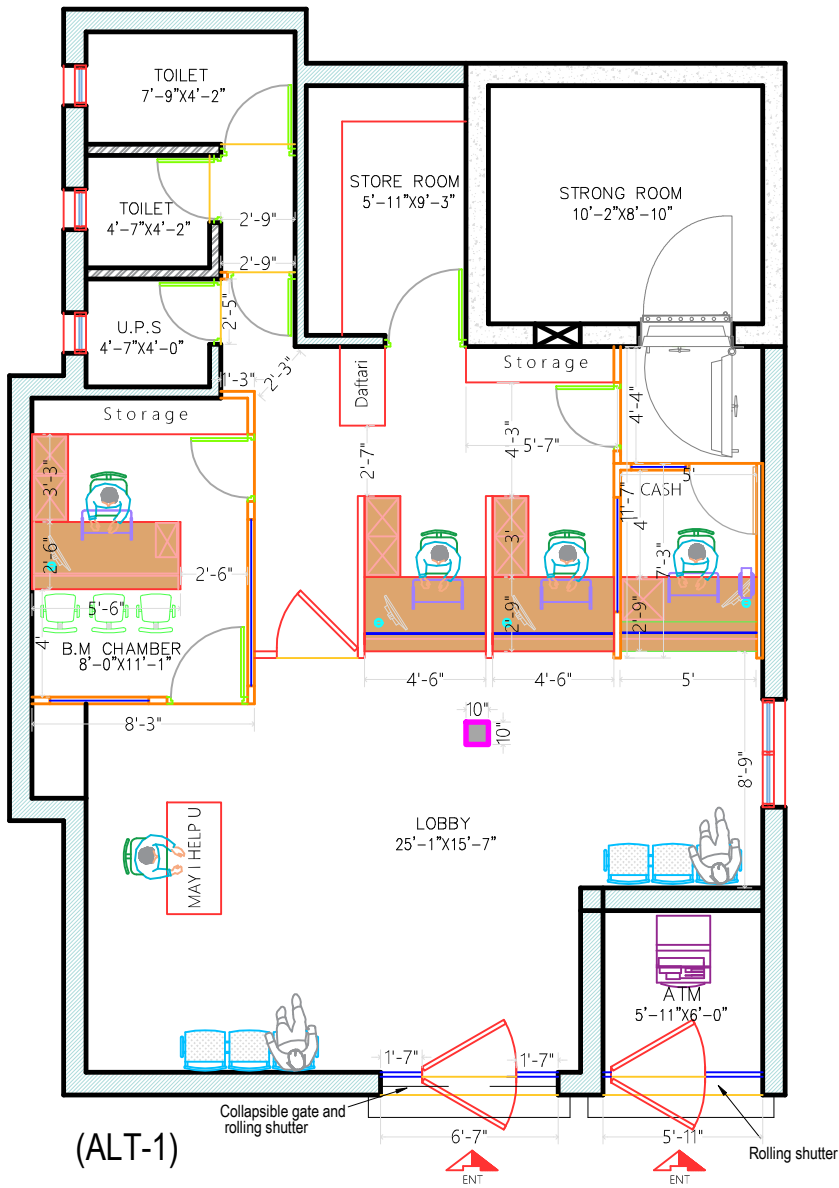 TOILET
7'-9"X4'-2"
TOILET
4'-7"X4'-2"
2'-9"
2'-9"
STORE ROOM
5'-11"X9'-3"
STRONG ROOM
10'-2"X8'-10"
U.P.S
4'-7"X4'-0"
2'-5"
1'-3"
2'-3"
Daftari
Storage
Storage
4'-4"
4'-3"
5'-7"
2'-7"
3'-3"
2'-6"
2'-6"
5'-6"
4'
B.M CHAMBER
8'-0"X11'-1"
8'-3"
3'
2'-9"
CASH
5'
11'-7"
4'
7'-3"
2'-9"
4'-6"
4'-6"
5'
10"
10"
8'-9"
LOBBY
25'-1"X15'-7"
MAY I HELP U
ATM
5'-11"X6'-0"
1'-7"
1'-7"
Collapsible gate and
rolling shutter
6'-7"
5'-11"
Rolling shutter
(ALT-1)
ENT
ENT